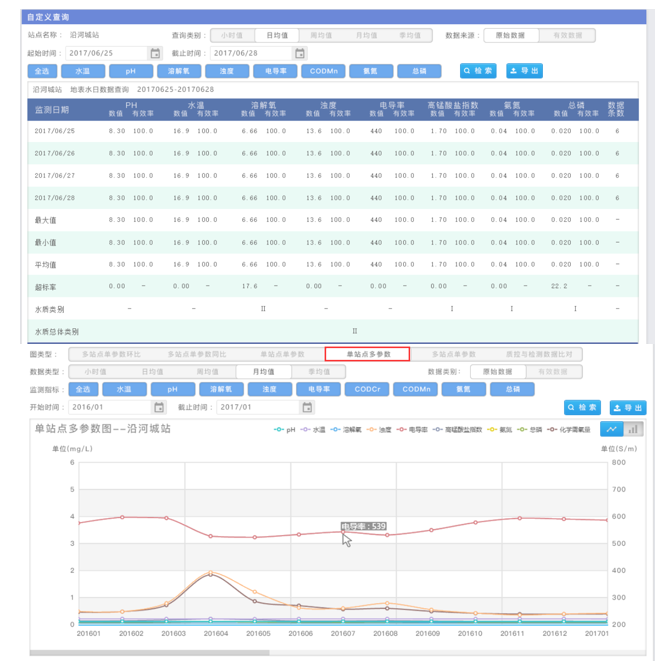 自定义查询
站点名称： 沿河城站 查询类别： 小时值 日均值 周均值 月均值 季均值 数据来源： 原始数据 有效数据
起始时间： 2017/06/25 截止时间： 2017/06/28
全选 水温 pH 溶解氧 浊度 电导率 CODMn 氨氮 总磷 检 索 导 出
沿河城站 地表水日数据查询 20170625-20170628
监测日期 PH 水温 溶解氧 浊度 电导率 高锰酸盐指数 氨氮 总磷 数据条数
数值 有效率 数值 有效率 数值 有效率 数值 有效率 数值 有效率 数值 有效率 数值 有效率 数值 有效率
2017/06/25 8.30 100.0 16.9 100.0 6.66 100.0 13.6 100.0 440 100.0 1.70 100.0 0.04 100.0 0.020 100.0 6
2017/06/26 8.30 100.0 16.9 100.0 6.66 100.0 13.6 100.0 440 100.0 1.70 100.0 0.04 100.0 0.020 100.0 6
2017/06/27 8.30 100.0 16.9 100.0 6.66 100.0 13.6 100.0 440 100.0 1.70 100.0 0.04 100.0 0.020 100.0 6
2017/06/28 8.30 100.0 16.9 100.0 6.66 100.0 13.6 100.0 440 100.0 1.70 100.0 0.04 100.0 0.020 100.0 6
最大值 8.30 100.0 16.9 100.0 6.66 100.0 13.6 100.0 440 100.0 1.70 100.0 0.04 100.0 0.020 100.0 -
最小值 8.30 100.0 16.9 100.0 6.66 100.0 13.6 100.0 440 100.0 1.70 100.0 0.04 100.0 0.020 100.0 -
平均值 8.30 100.0 16.9 100.0 6.66 100.0 13.6 100.0 440 100.0 1.70 100.0 0.04 100.0 0.020 100.0 -
超标率 0.00 - 0.00 - 17.6 - 0.00 - 0.00 - 0.00 - 0.00 - 22.2 - -
水质类别 - - II - - I I I -
水质总体类别 II
图类型： 多站点单参数环比 多站点单参数同比 单站点单参数 单站点多参数 多站点单参数 质控与检测数据比对
数据类型： 小时值 日均值 周均值 月均值 季均值 数据类别： 原始数据 有效数据
监测指标： 全选 水温 pH 溶解氧 浊度 电导率 CODCr CODMn 氨氮 总磷
开始时间： 2016/01 截止时间： 2017/01 检 索 导 出
单站点多参数图--沿河城站 pH 水温 溶解氧 浊度 电导率 高锰酸盐指数 氨氮 总磷 化学需氧量
单位(mg/L) 单位(S/m)
6 800
5 700
4 600
电导率：539
3 500
2 400
1 300
0 200
201601 201602 201603 201604 201605 201606 201607 201608 201609 201610 201611 201612 201701